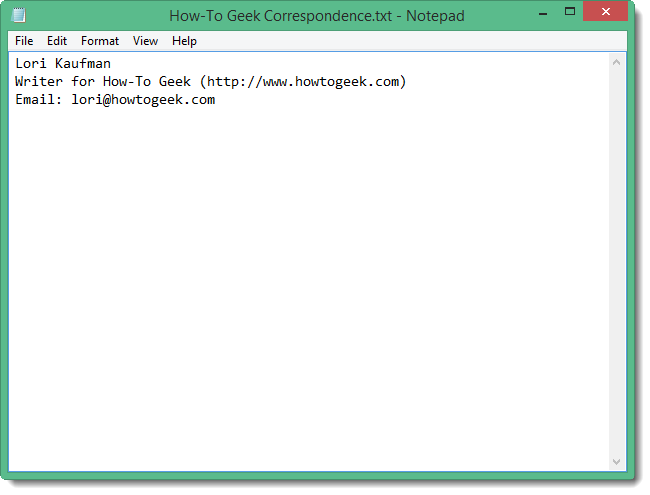 How-To Geek Correspondence.txt - Notepad
File Edit Format View Help
Lori Kaufman
Writer for How-To Geek (http://www.howtogeek.com)
Email: lori@howtogeek.com